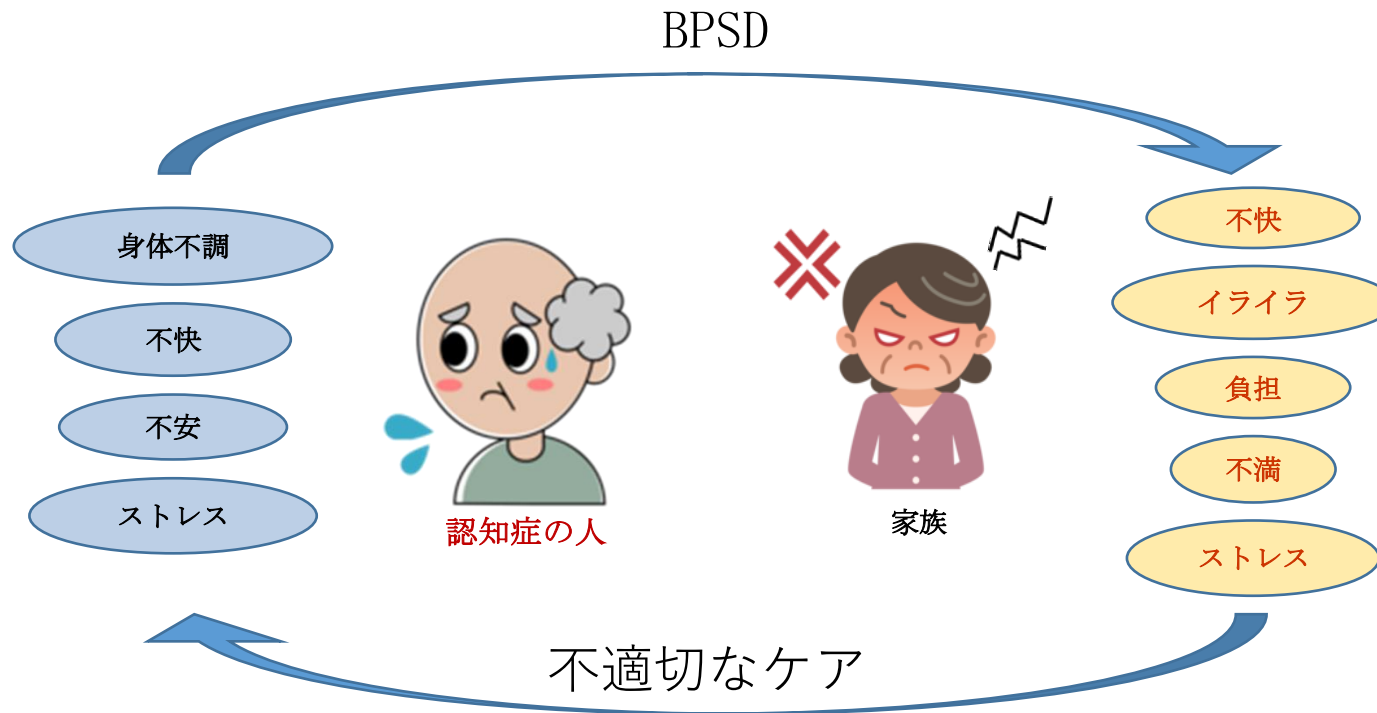 BPSD
身体不調
不快
不安
ストレス
認知症の人
家族
不快
イライラ
負担
不満
ストレス
不適切なケア